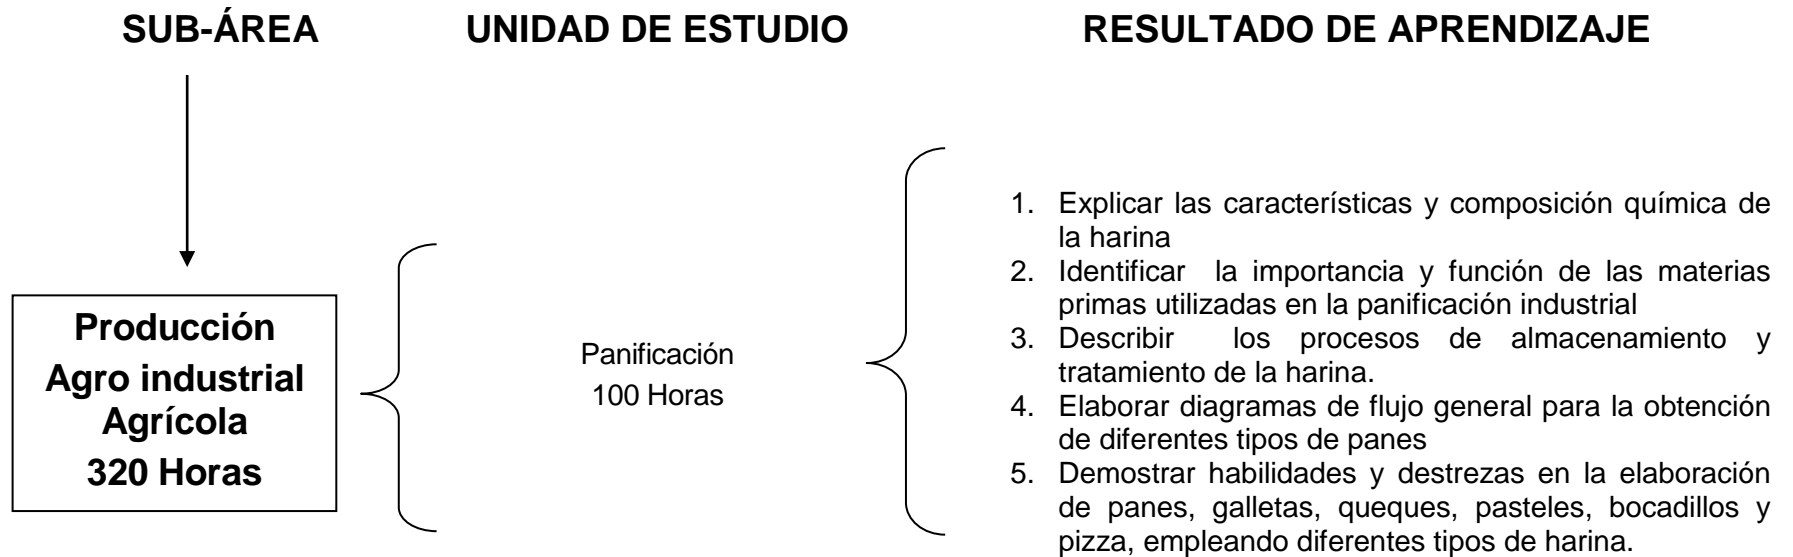 SUB-ÁREA UNIDAD DE ESTUDIO RESULTADO DE APRENDIZAJE
Producción
Agro industrial
Agrícola
320 Horas
Panificación
100 Horas
1. Explicar las características y composición química de
la harina
2. Identificar la importancia y función de las materias
primas utilizadas en la panificación industrial
3. Describir los procesos de almacenamiento y
tratamiento de la harina.
4. Elaborar diagramas de flujo general para la obtención
de diferentes tipos de panes
5. Demostrar habilidades y destrezas en la elaboración
de panes, galletas, queques, pasteles, bocadillos y
pizza, empleando diferentes tipos de harina.